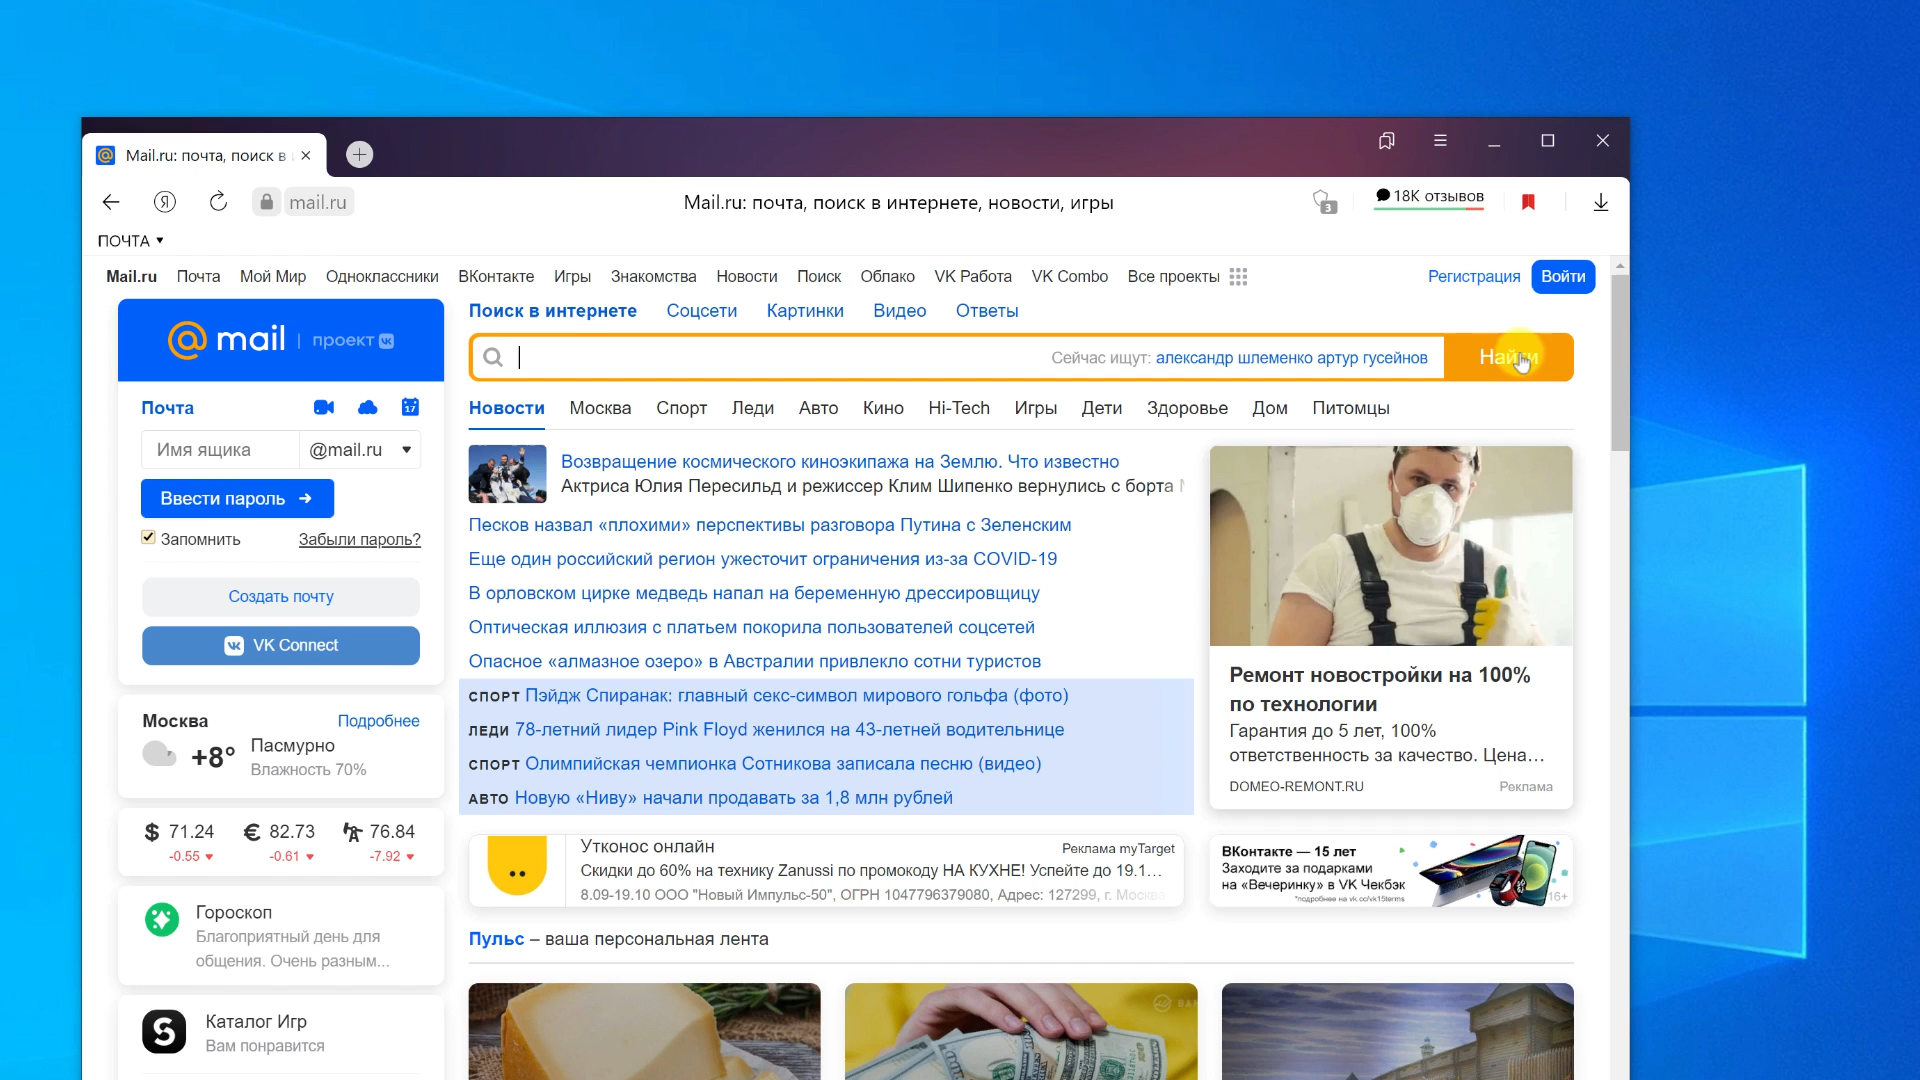 Mail.ru: почта, поиск в
mail.ru
Mail.ru: почта, поиск в интернете, новости, игры
3
18K отзывов
ПОЧТА
Mail.ru Почта Мой Мир Одноклассники ВКонтакте Игры Знакомства Новости Поиск Облако VK Работа VK Combo Все проекты
Регистрация Войти
mail проект
Поиск в интернете Соцсети Картинки Видео Ответы
Сейчас ищут: александр шлеменко артур гусейнов
Найти
Почта
17
Имя ящика @mail.ru
Ввести пароль
Запомнить Забыли пароль?
Создать почту
VK Connect
Москва Подробнее
+8° Пасмурно
Влажность 70%
$ 71.24 € 82.73 76.84
-0.55 -0.61 -7.92
Гороскоп
Благоприятный день для
общения. Очень разным...
S
Каталог Игр
Вам понравится
Новости Москва Спорт Леди Авто Кино Hi-Tech Игры Дети Здоровье Дом Питомцы
Возвращение космического киноэкипажа на Землю. Что известно
Актриса Юлия Пересильд и режиссер Клим Шипенко вернулись с борта
Песков назвал «плохими» перспективы разговора Путина с Зеленским
Еще один российский регион ужесточит ограничения из-за COVID-19
В орловском цирке медведь напал на беременную дрессировщицу
Оптическая иллюзия с платьем покорила пользователей соцсетей
Опасное «алмазное озеро» в Австралии привлекло сотни туристов
СПОРТ Пэйдж Спиранак: главный секс-символ мирового гольфа (фото)
ЛЕДИ 78-летний лидер Pink Floyd женился на 43-летней водительнице
СПОРТ Олимпийская чемпионка Сотникова записала песню (видео)
АВТО Новую «Ниву» начали продавать за 1,8 млн рублей
Ремонт новостройки на 100%
по технологии
Гарантия до 5 лет, 100%
ответственность за качество. Цена...
DOMEO-REMONT.RU Реклама
Утконос онлайн Реклама myTarget
Скидки до 60% на технику Zanussi по промокоду НА КУХНЕ! Успейте до 19.1...
8.09-19.10 ООО "Новый Импульс-50", ОГРН 1047796379080, Адрес: 127299, г. Москва
ВКонтакте — 15 лет
Заходите за подарками
на «Вечеринку» в VK Чекбэк
*подробнее на vk.cc/vk15terms
16+
Пульс – ваша персональная лента